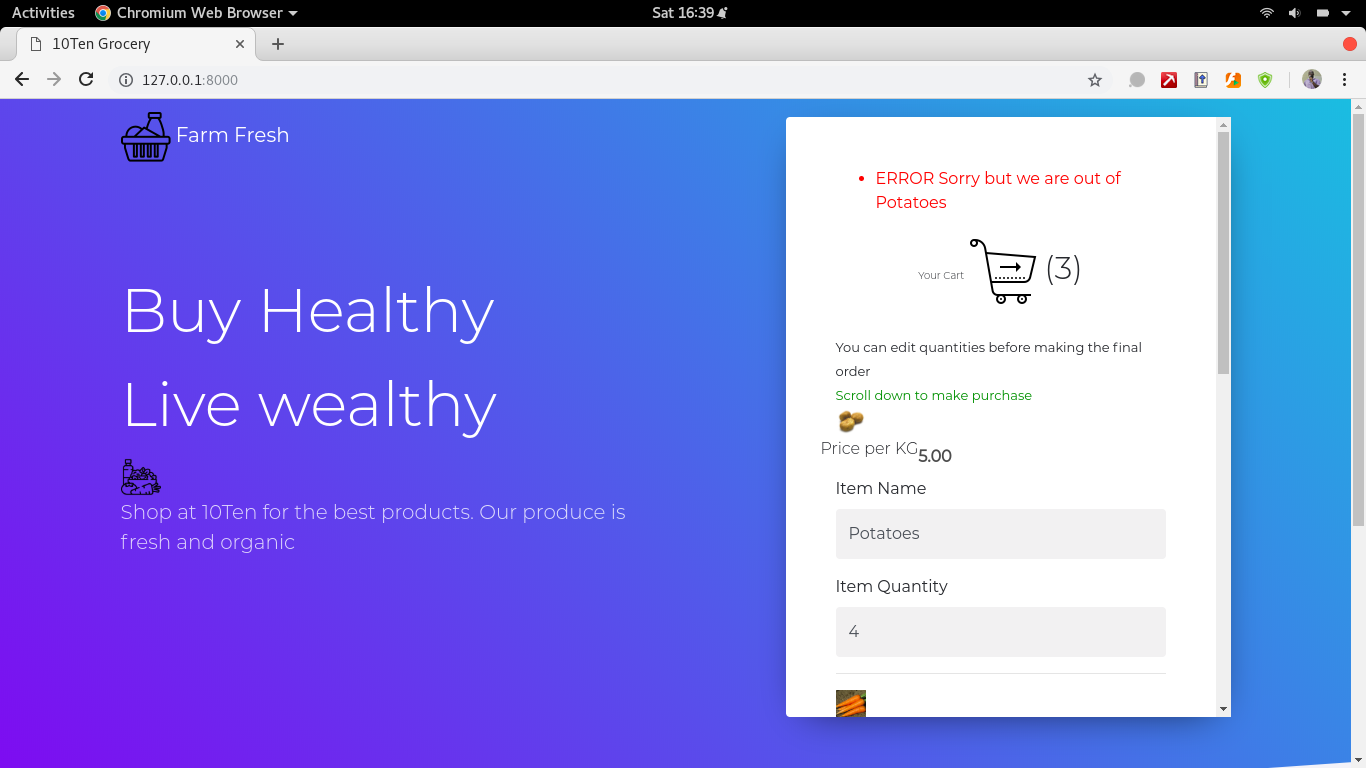 Activities
Chromium Web Browser
Sat 16:39
10Ten Grocery
127.0.0.1:8000
Farm Fresh
Buy Healthy
Live wealthy
Shop at 10Ten for the best products. Our produce is
fresh and organic
ERROR Sorry but we are out of
Potatoes
Your Cart (3)
You can edit quantities before making the final
order
Scroll down to make purchase
Price per KG 5.00
Item Name
Potatoes
Item Quantity
4